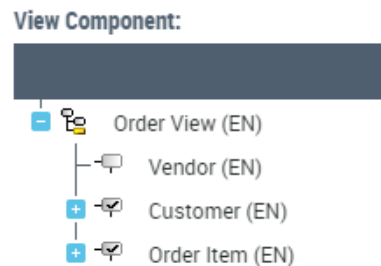 View Component:
Order View (EN)
Vendor (EN)
Customer (EN)
Order Item (EN)